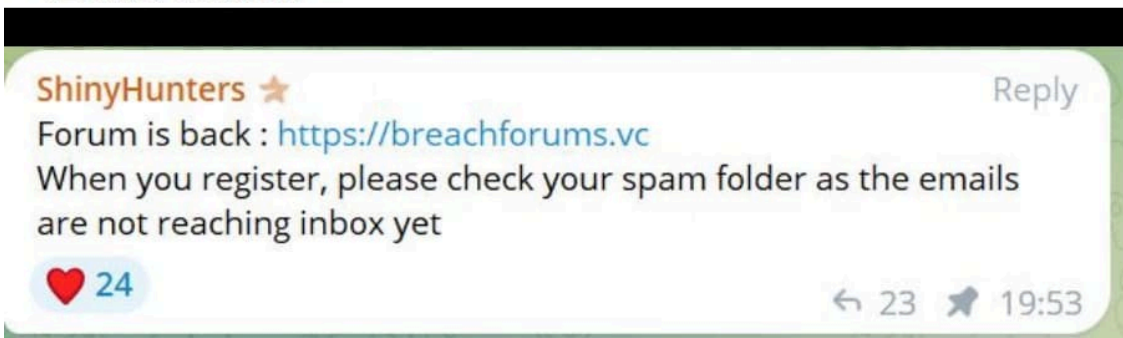 ShinyHunters
Reply
Forum is back : https://breachforums.vc
When you register, please check your spam folder as the emails
are not reaching inbox yet
24
23 19:53